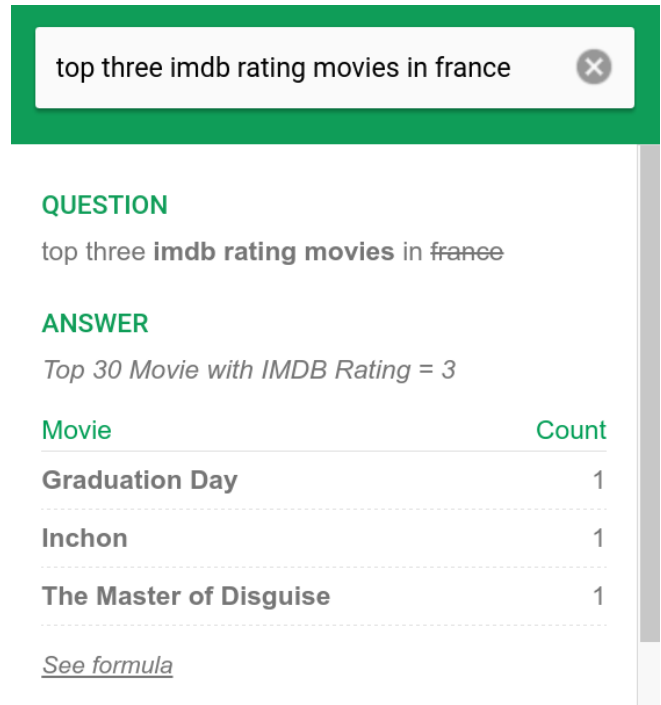 top three imdb rating movies in france
QUESTION
top three imdb rating movies in france
ANSWER
Top 30 Movie with IMDB Rating = 3
Movie Count
Graduation Day 1
Inchon 1
The Master of Disguise 1
See formula